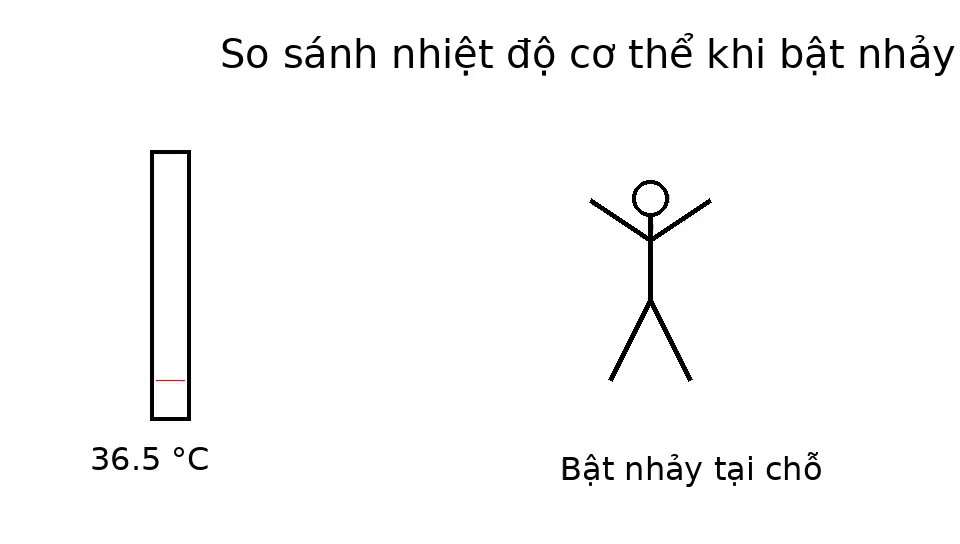 So sánh nhiệt độ cơ thể khi bật nhảy
36.5 °C
Bật nhảy tại chỗ